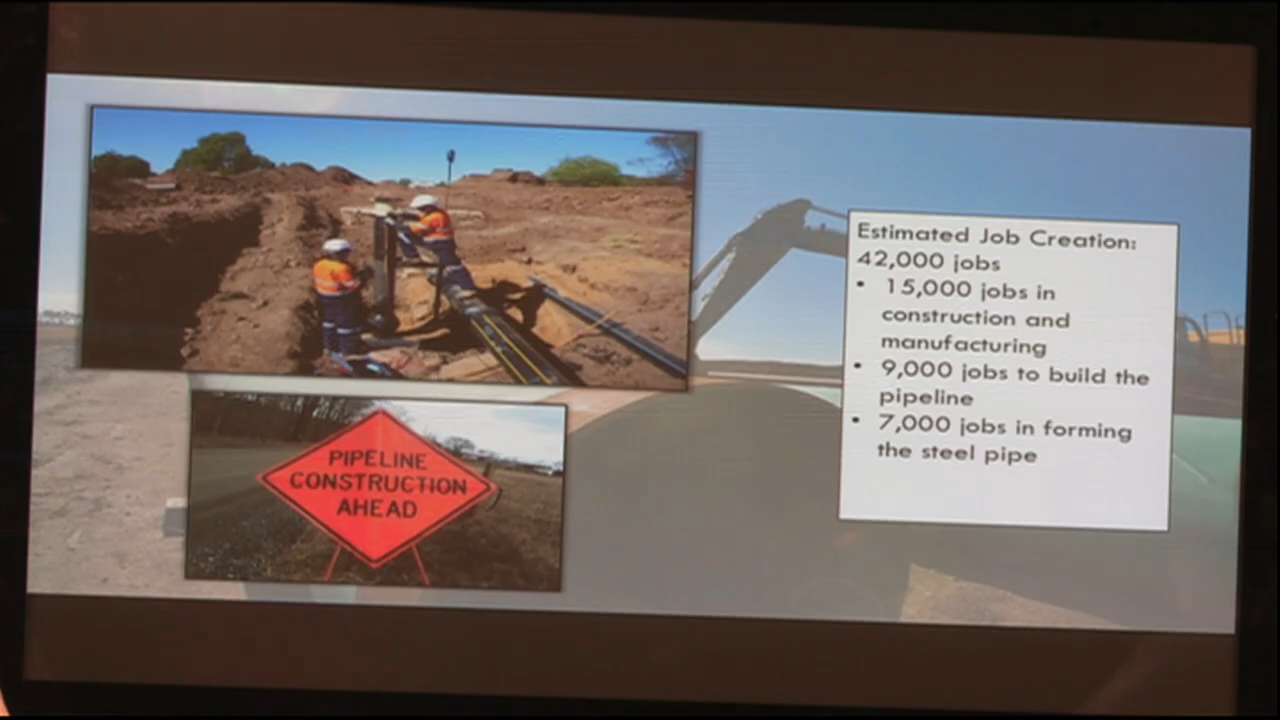 PIPELINE
CONSTRUCTION
AHEAD
Estimated Job Creation:
42,000 jobs
• 15,000 jobs in
construction and
manufacturing
• 9,000 jobs to build the
pipeline
• 7,000 jobs in forming
the steel pipe